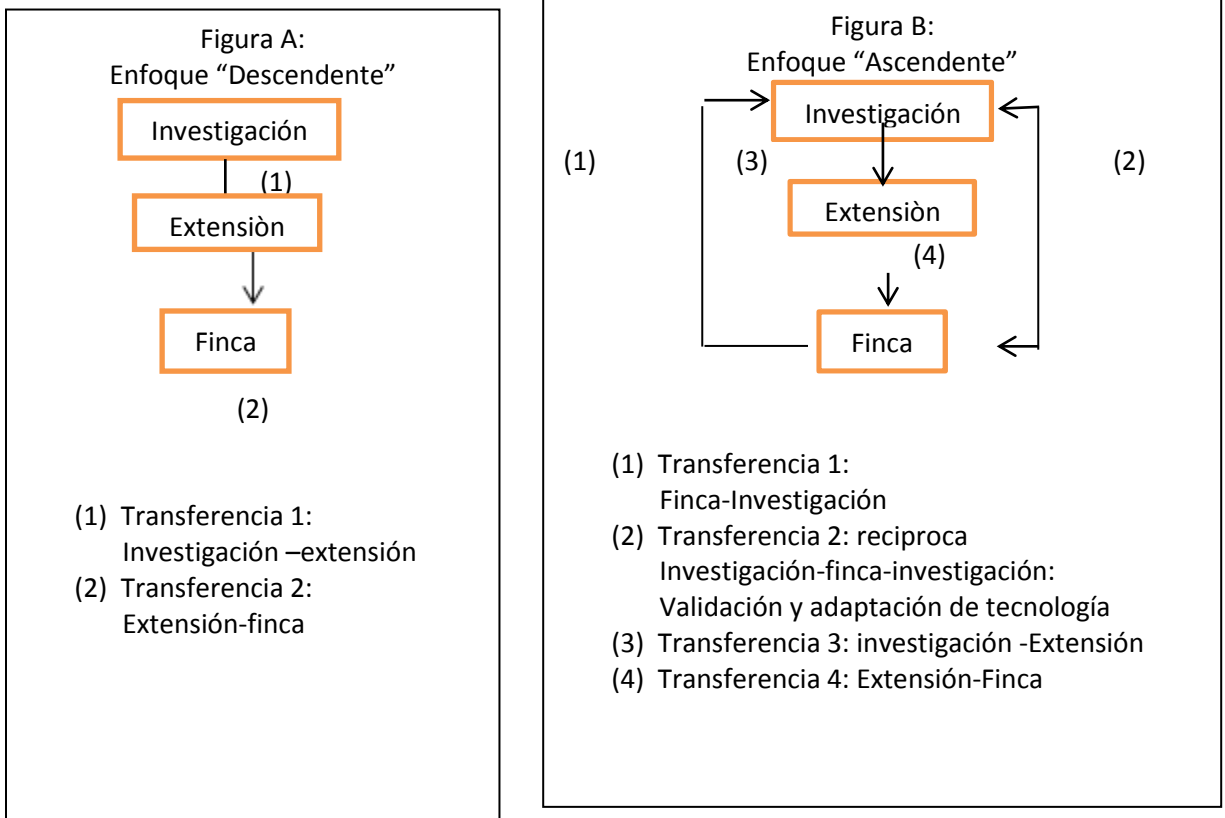 Figura A:
Enfoque “Descendente”
Investigación
(1)
Extensiòn
Finca
(2)
(1) Transferencia 1:
Investigación –extensión
(2) Transferencia 2:
Extensión-finca
Figura B:
Enfoque “Ascendente”
Investigación
(1)
(3)
(2)
Extensiòn
(4)
Finca
(1) Transferencia 1:
Finca-Investigación
(2) Transferencia 2: reciproca
Investigación-finca-investigación:
Validación y adaptación de tecnología
(3) Transferencia 3: investigación -Extensión
(4) Transferencia 4: Extensión-Finca